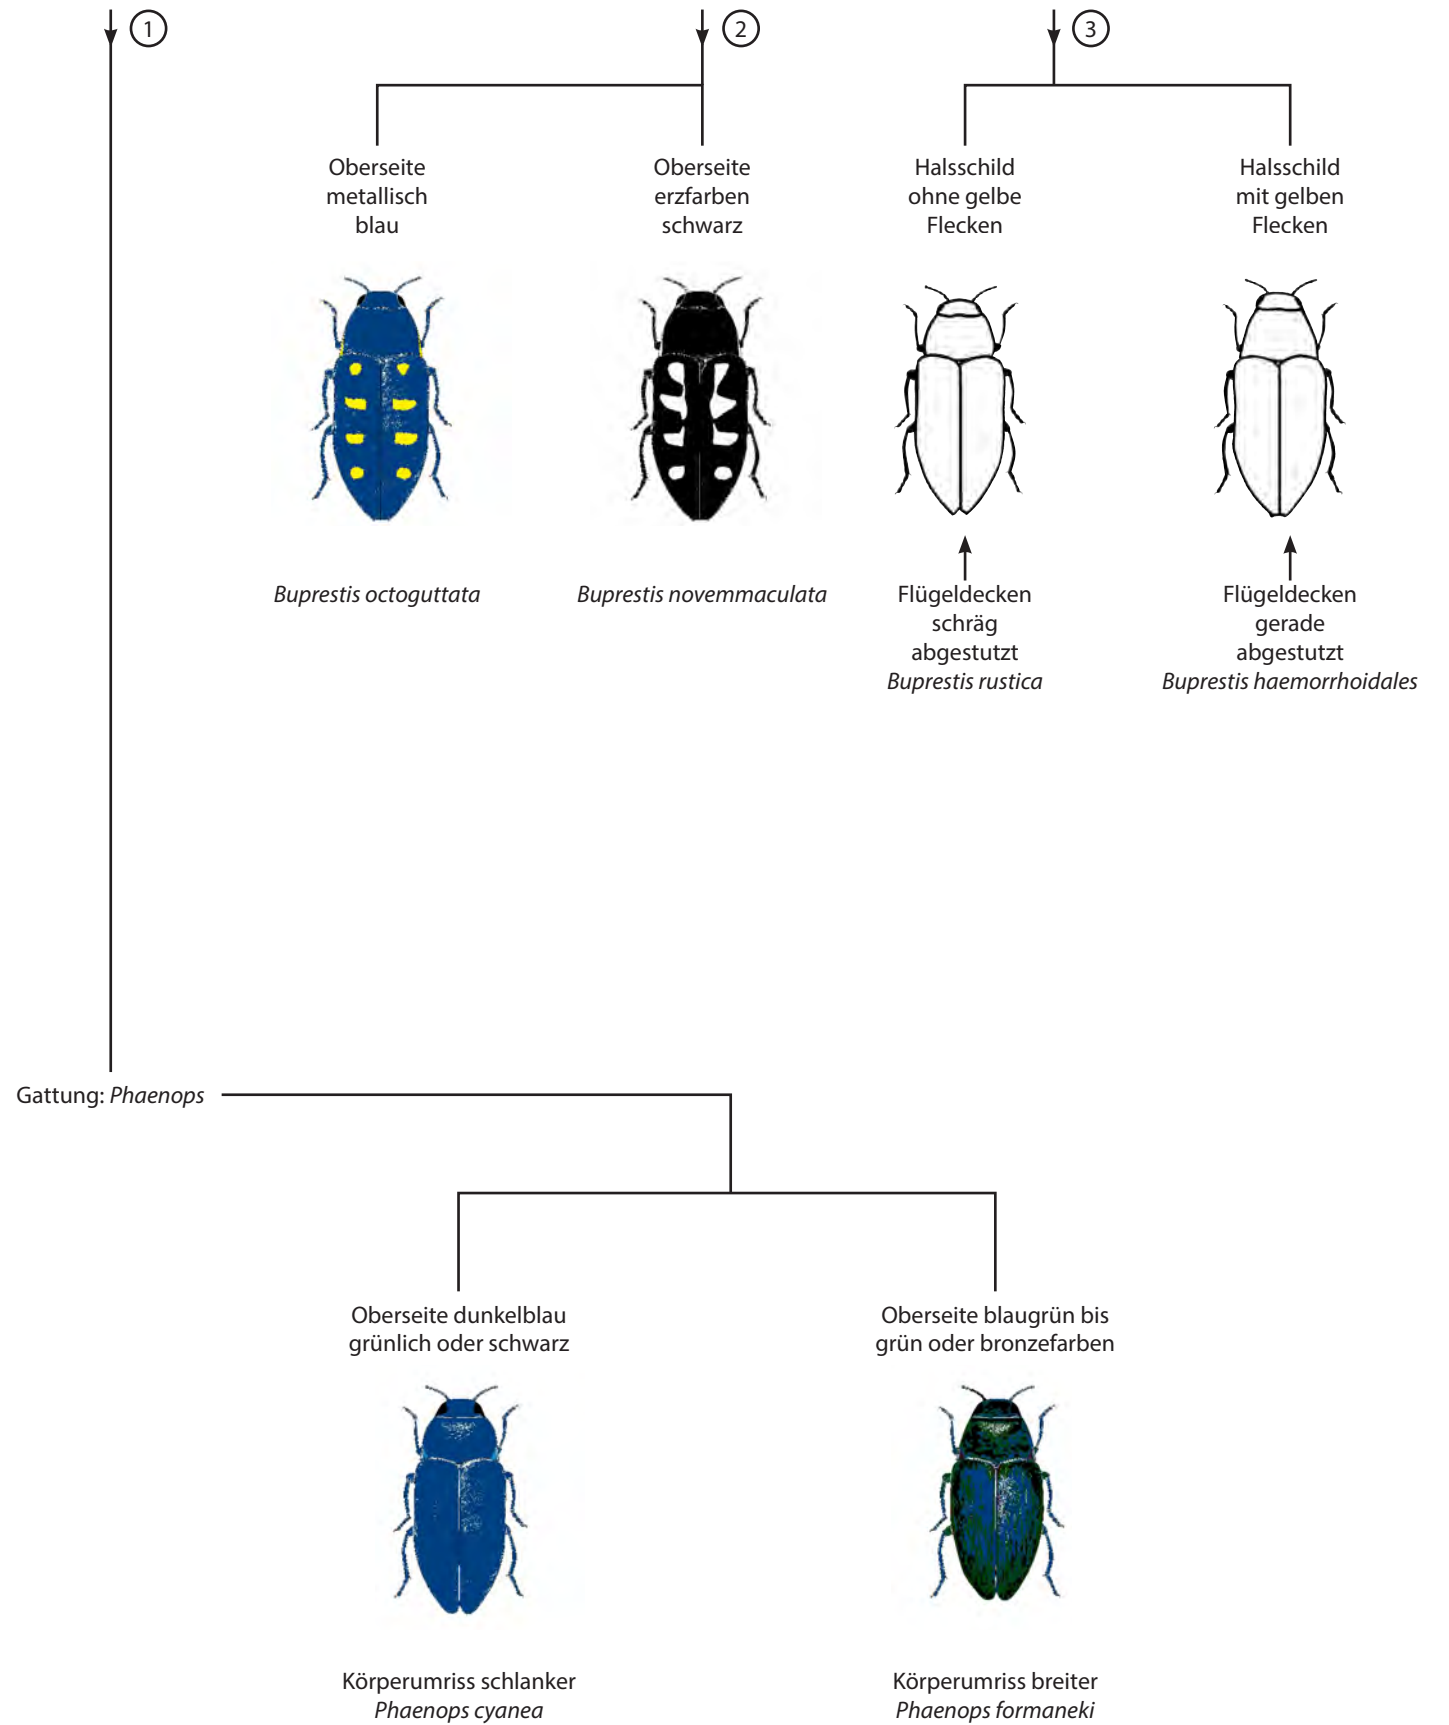 1
2
3
Oberseite
metallisch
blau
Oberseite
erzfarben
schwarz
Halsschild
ohne gelbe
Flecken
Halsschild
mit gelben
Flecken
Buprestis octoguttata
Buprestis novemmaculata
Flügeldecken
schräg
abgestutzt
Buprestis rustica
Flügeldecken
gerade
abgestutzt
Buprestis haemorrhoidales
Gattung: Phaenops
Oberseite dunkelblau
grünlich oder schwarz
Oberseite blaugrün bis
grün oder bronzefarben
Körperumriss schlanker
Phaenops cyanea
Körperumriss breiter
Phaenops formaneki